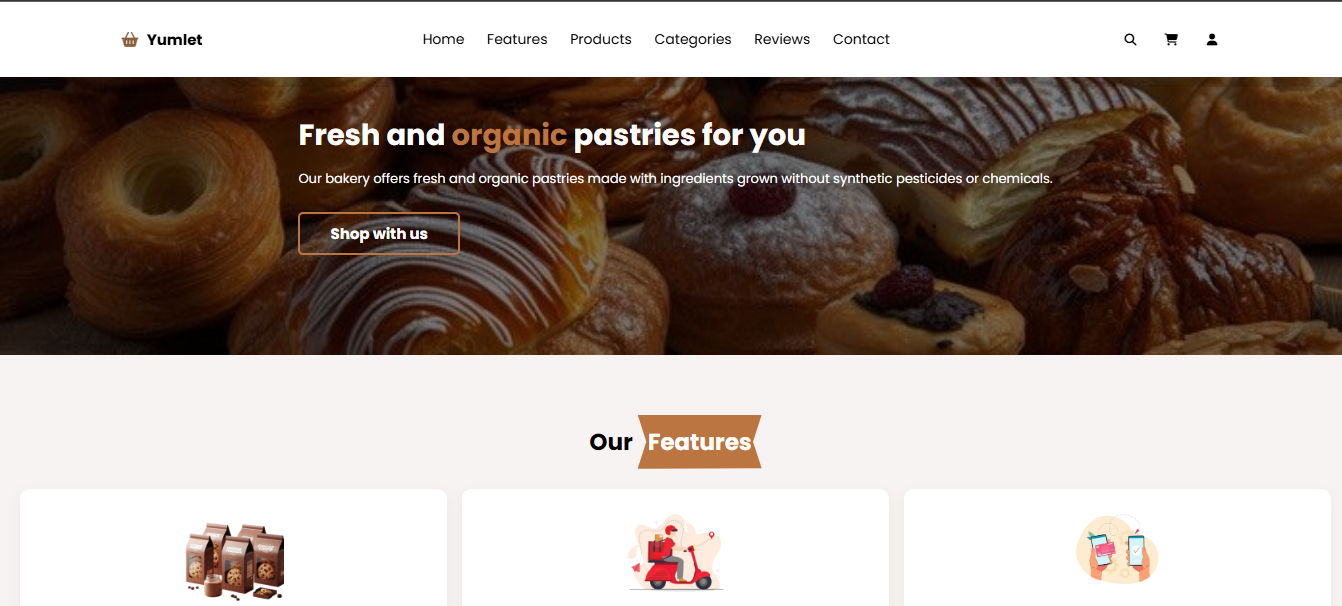 Yumlet
Home Features Products Categories Reviews Contact
Fresh and organic pastries for you
Our bakery offers fresh and organic pastries made with ingredients grown without synthetic pesticides or chemicals.
Shop with us
Our Features